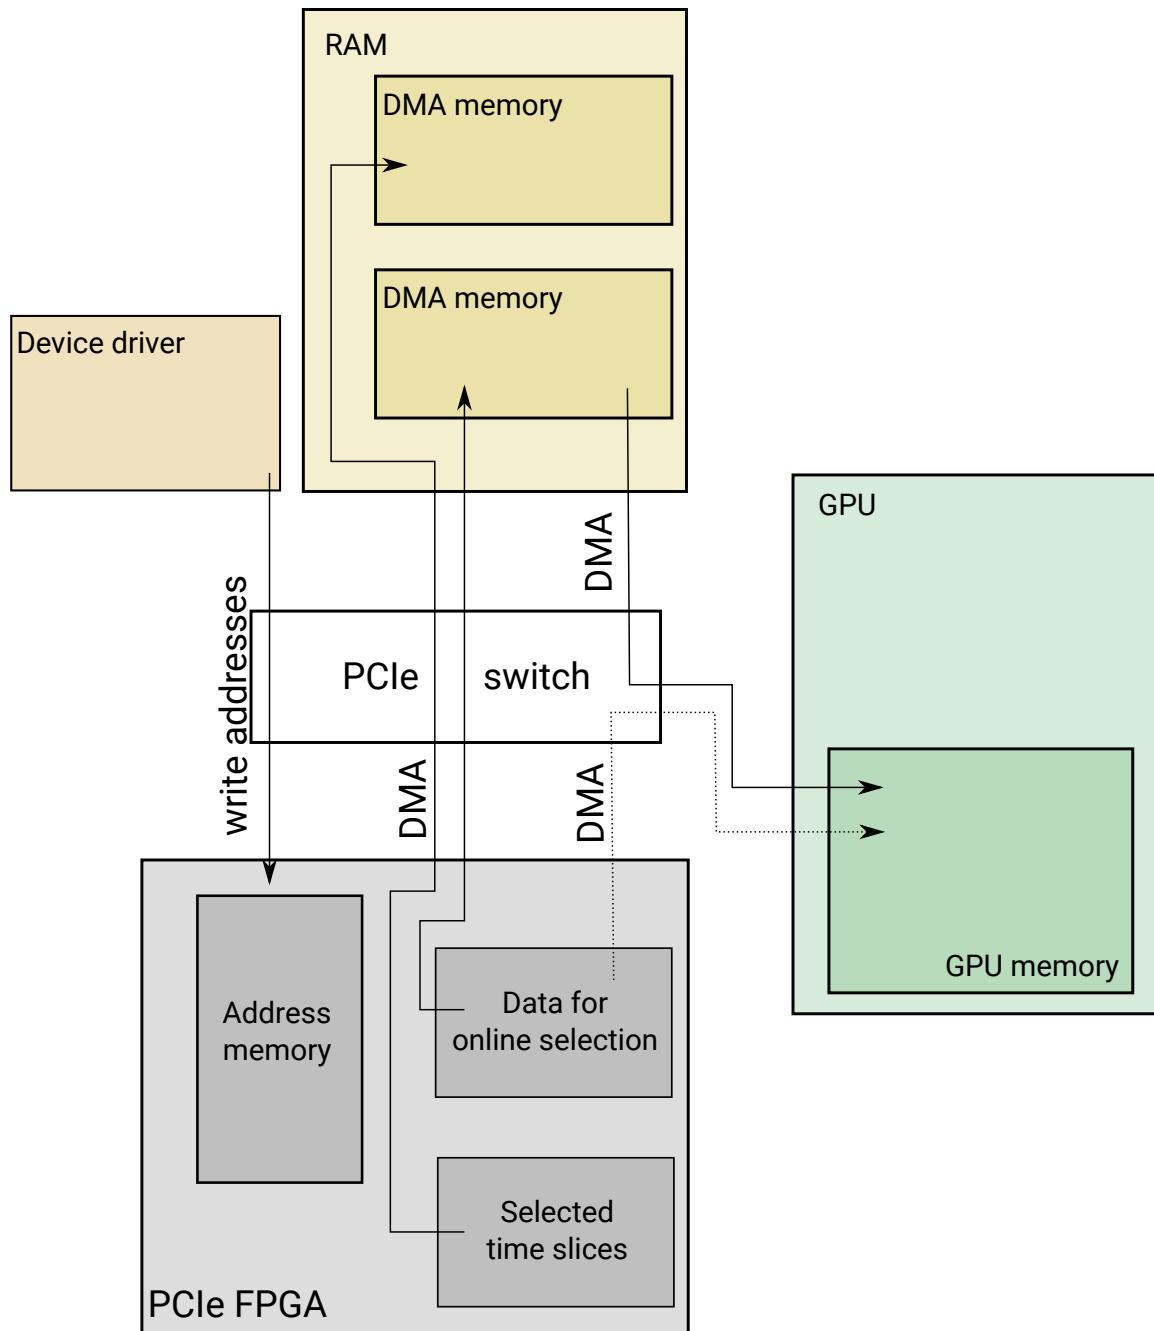 RAM
DMA memory
DMA memory
Device driver
GPU
DMA
write addresses
PCIe switch
DMA
DMA
GPU memory
Address
memory
Data for
online selection
Selected
time slices
PCIe FPGA